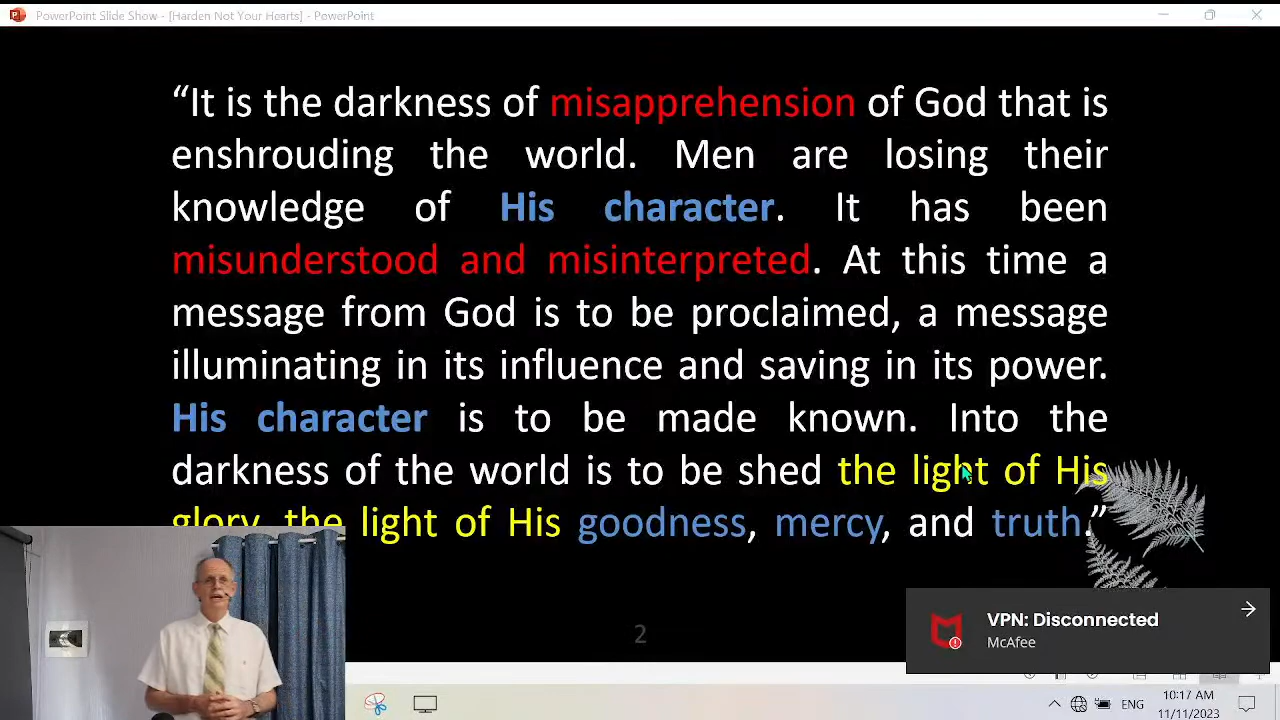 PowerPoint Slide Show - [Harden Not Your Hearts] - PowerPoint
“It is the darkness of misapprehension of God that is
enshrouding the world. Men are losing their
knowledge of His character. It has been
misunderstood and misinterpreted. At this time a
message from God is to be proclaimed, a message
illuminating in its influence and saving in its power.
His character is to be made known. Into the
darkness of the world is to be shed the light of His
glory, the light of His goodness, mercy, and truth.”
2
VPN: Disconnected
McAfee
ENG
10:17 AM
11/11/2023